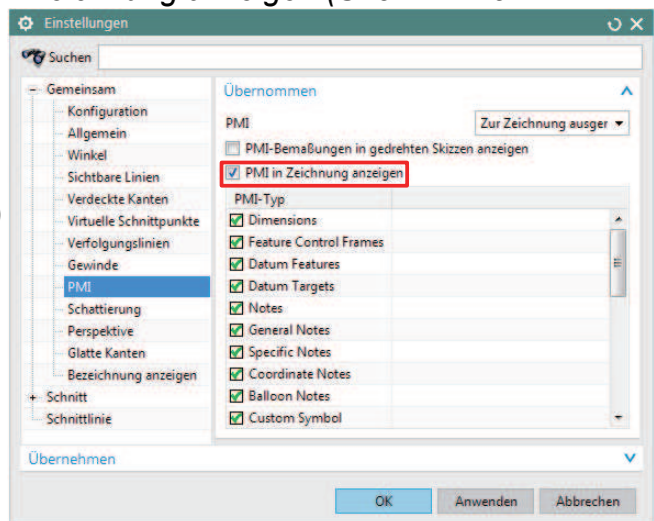 Einstellungen
Suchen
- Gemeinsam
Konfiguration
Allgemein
Winkel
Sichtbare Linien
Verdeckte Kanten
Virtuelle Schnittpunkte
Verfolgungslinien
Gewinde
PMI
Schattierung
Perspektive
Glatte Kanten
Bezeichnung anzeigen
+ Schnitt
Schnittlinie
Übernommen
PMI
Zur Zeichnung ausger
PMI-Bemaßungen in gedrehten Skizzen anzeigen
PMI in Zeichnung anzeigen
PMI-Typ
Dimensions
Feature Control Frames
Datum Features
Datum Targets
Notes
General Notes
Specific Notes
Coordinate Notes
Balloon Notes
Custom Symbol
Übernehmen
OK
Anwenden
Abbrechen